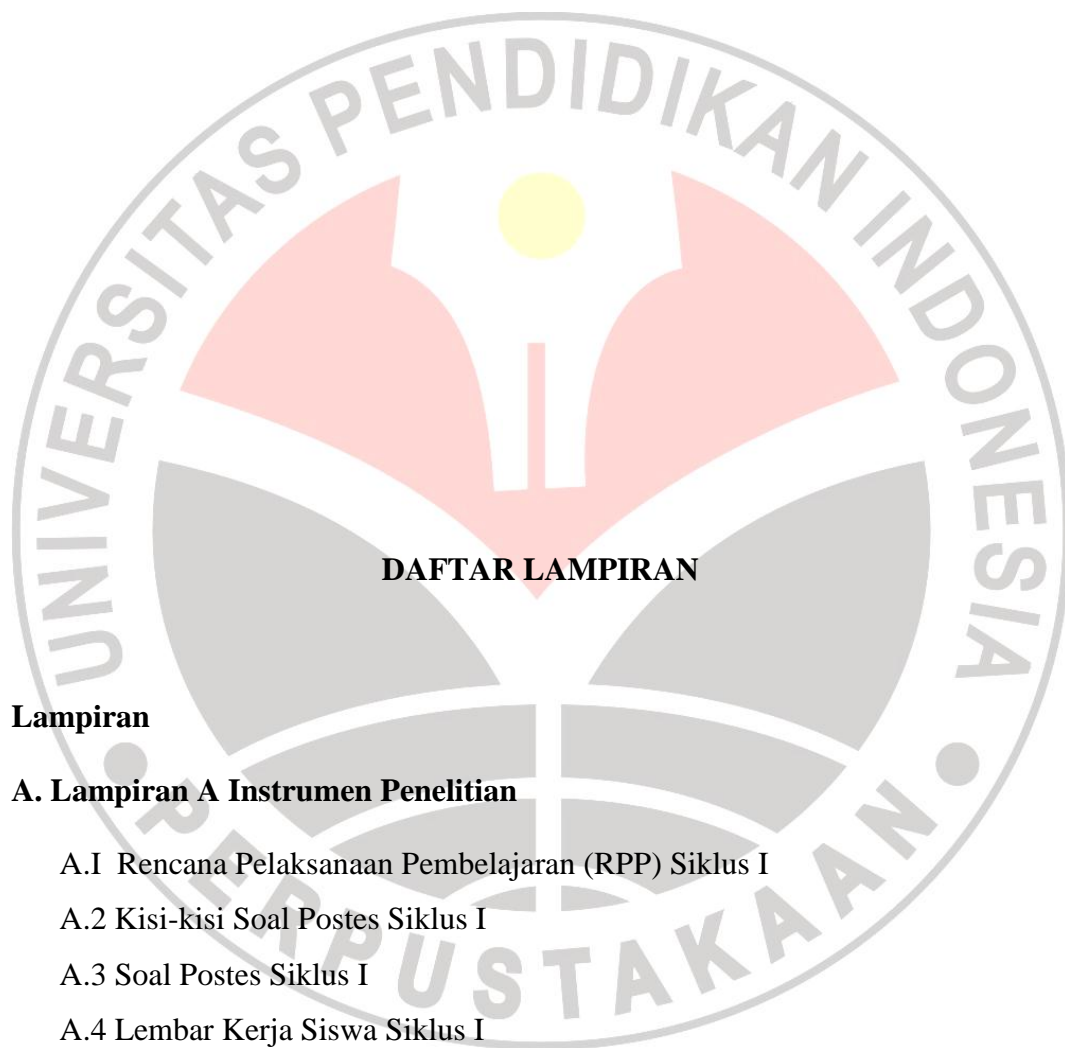 UNIVERSITAS PENDIDIKAN INDONESIA
DAFTAR LAMPIRAN
Lampiran
A. Lampiran A Instrumen Penelitian
A.I Rencana Pelaksanaan Pembelajaran (RPP) Siklus I
A.2 Kisi-kisi Soal Postes Siklus I
A.3 Soal Postes Siklus I
A.4 Lembar Kerja Siswa Siklus I
PERPUSTAKAAN